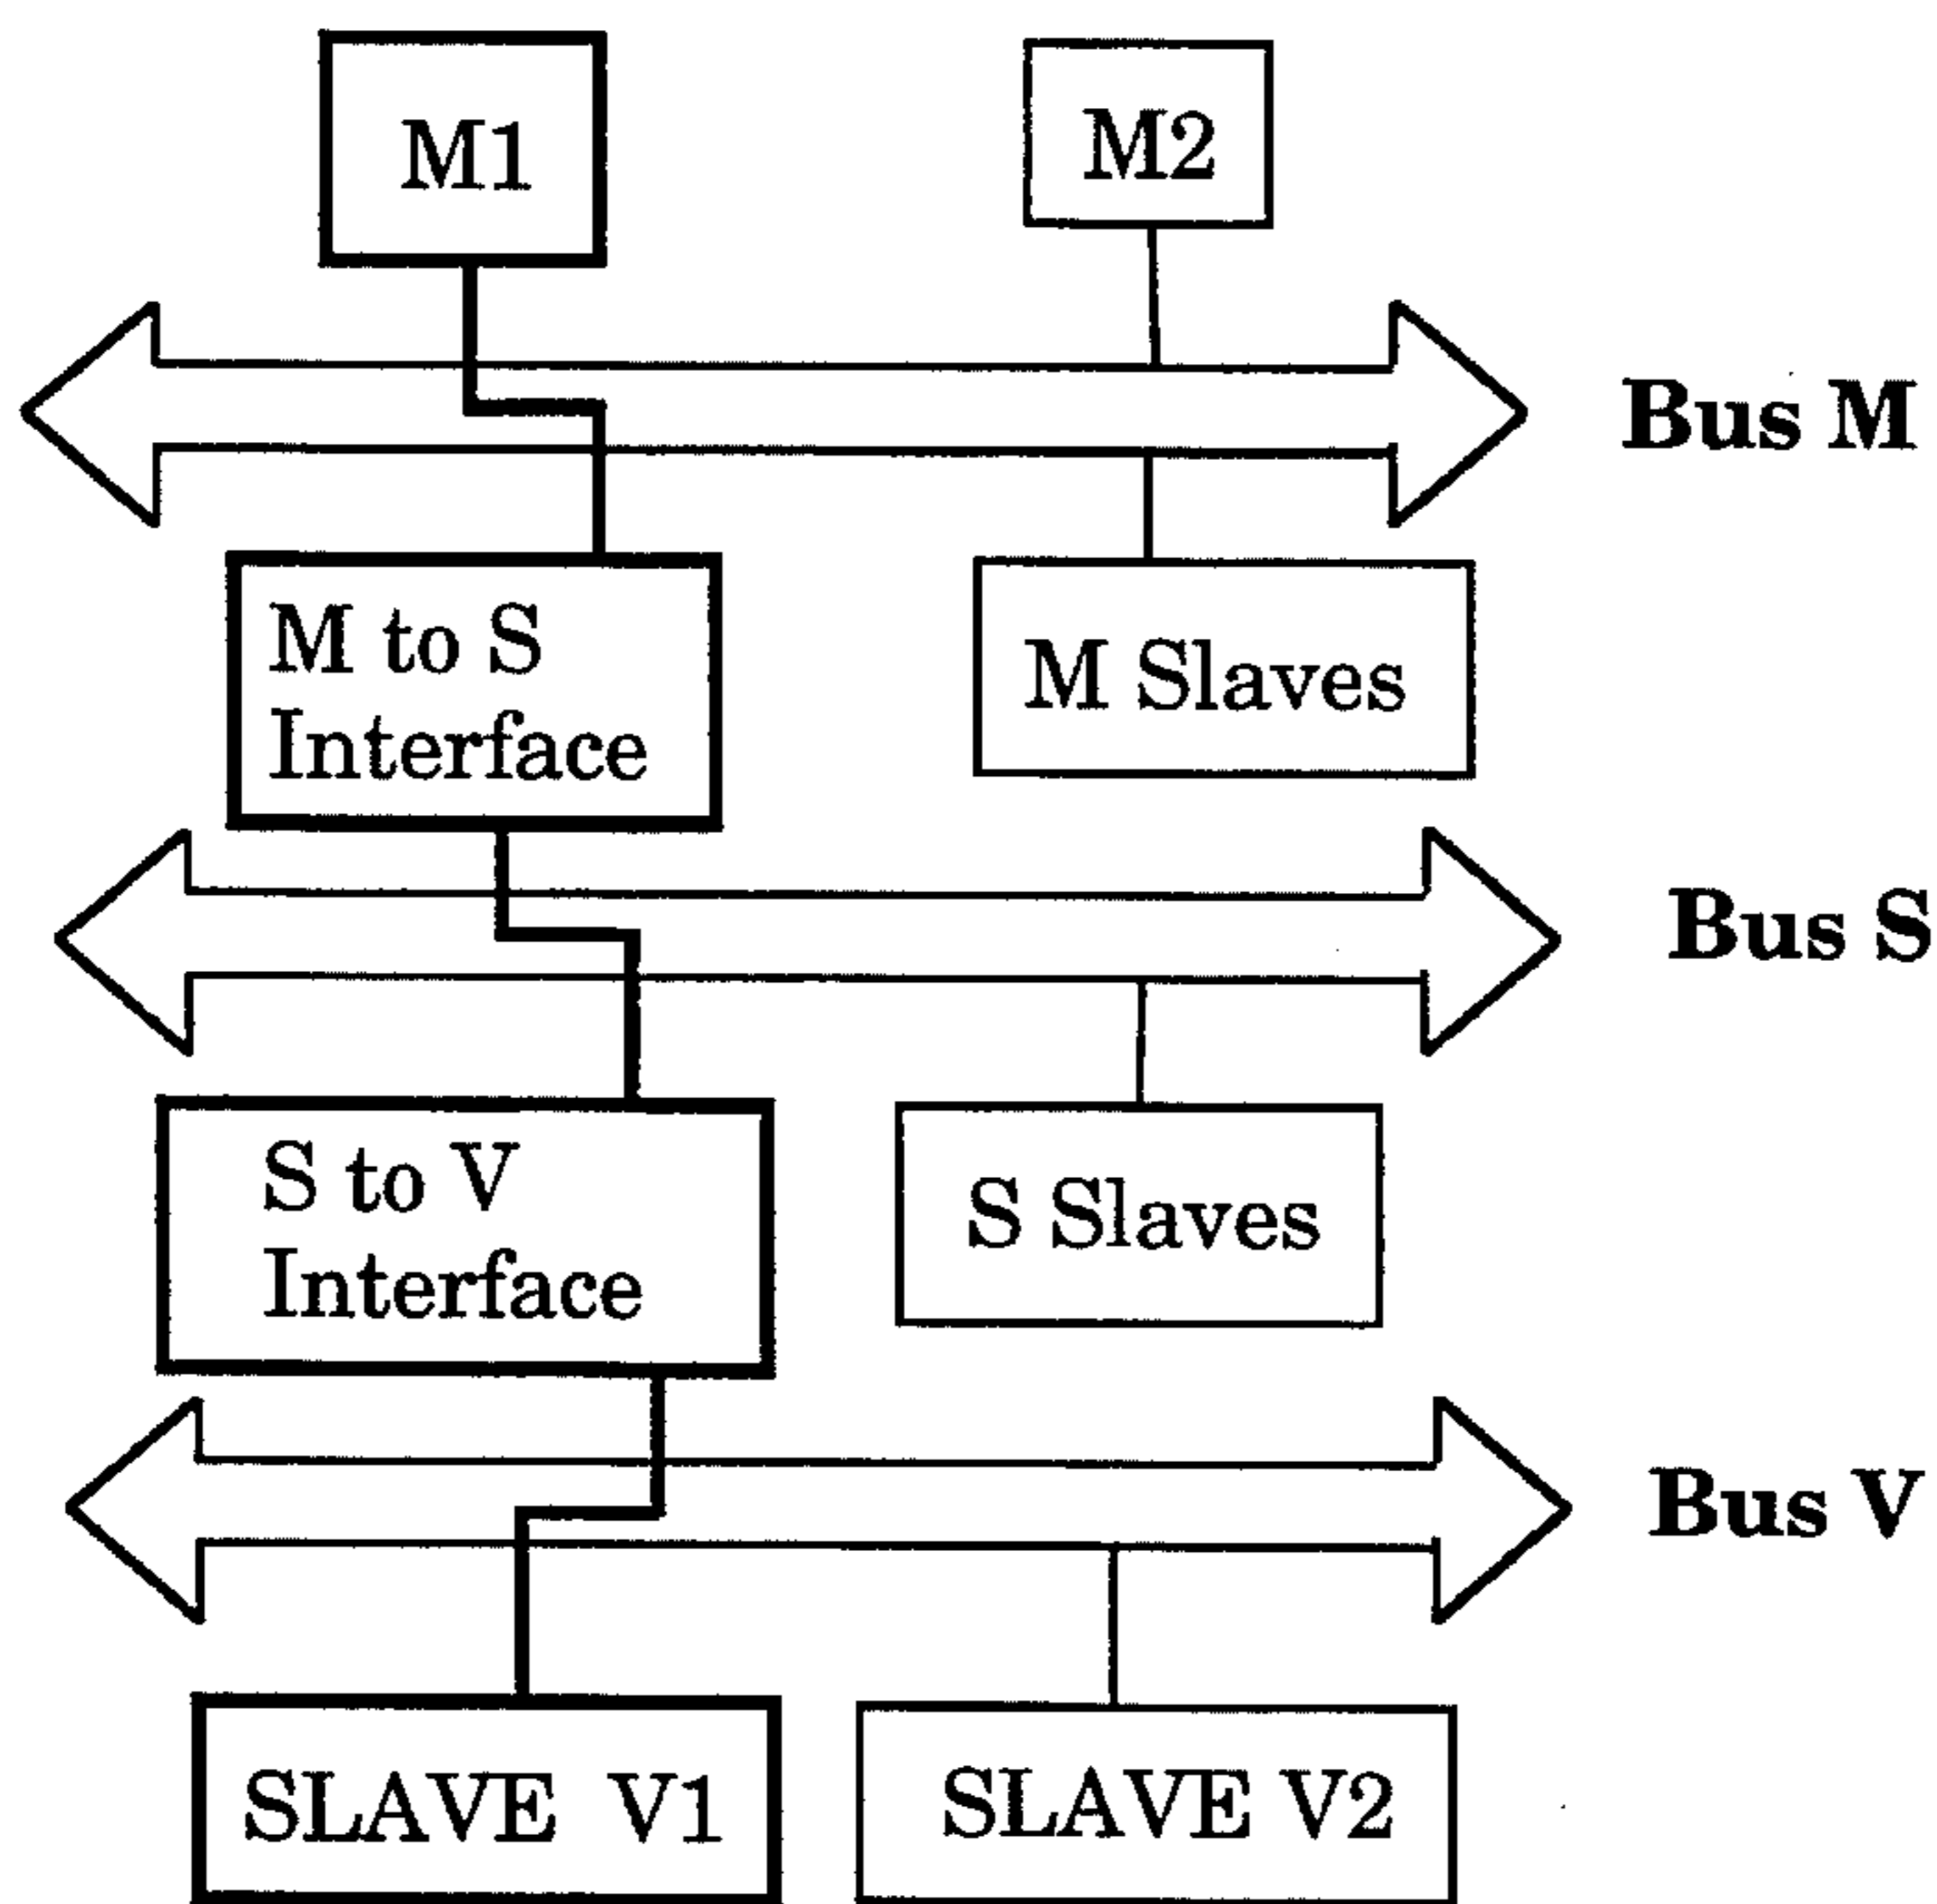 M1
M2
Bus M
M to S
Interface
M Slaves
Bus S
S to V
Interface
S Slaves
Bus V
SLAVE V1
SLAVE V2